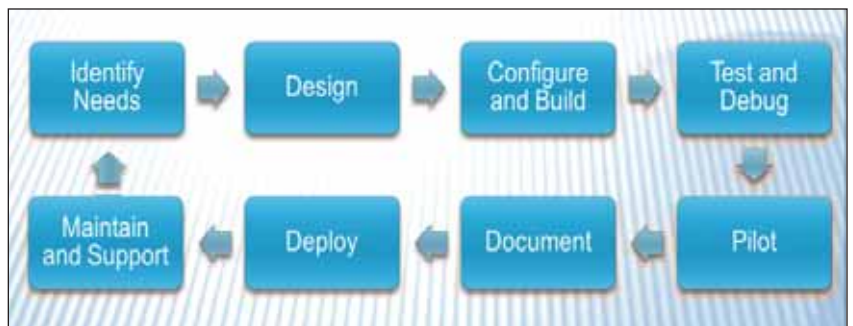 Identify
Needs
Design
Configure
and Build
Test and
Debug
Pilot
Document
Deploy
Maintain
and Support